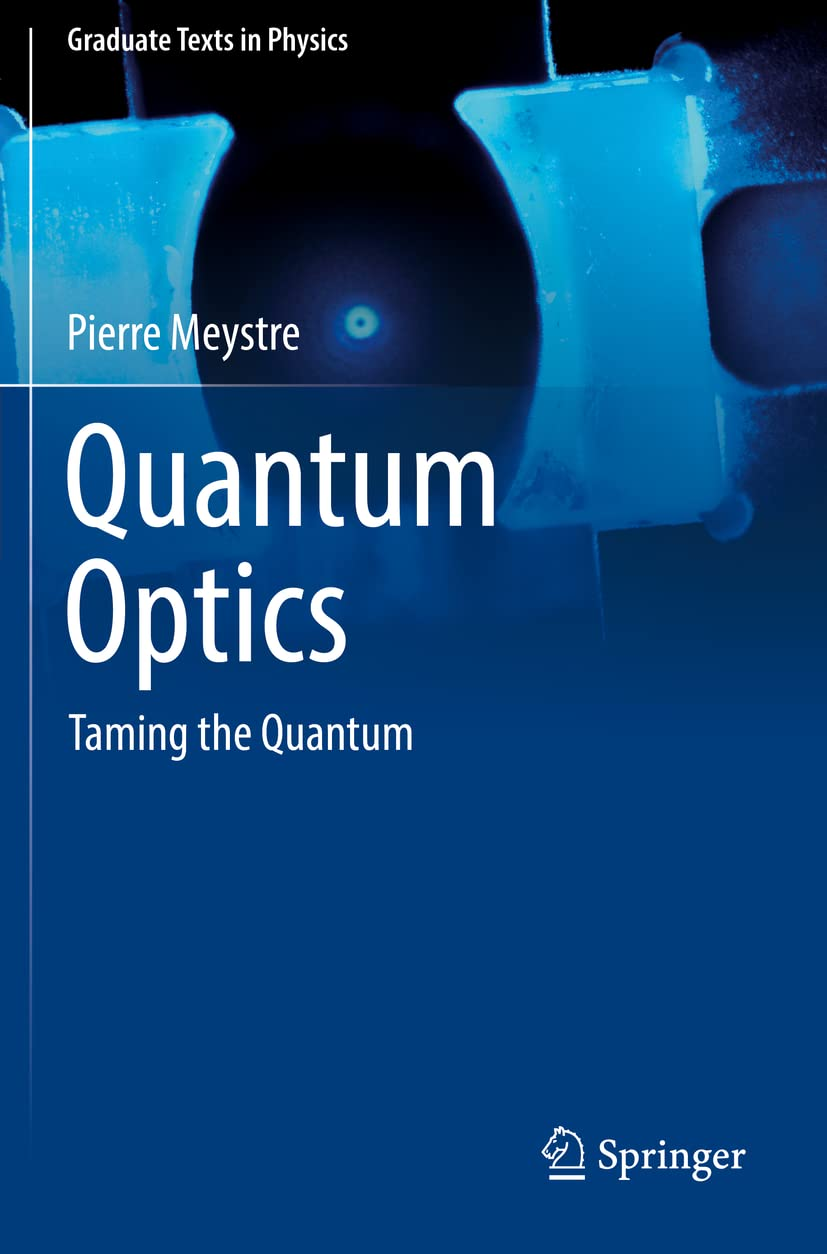 Graduate Texts in Physics
Pierre Meystre
Quantum
Optics
Taming the Quantum
Springer